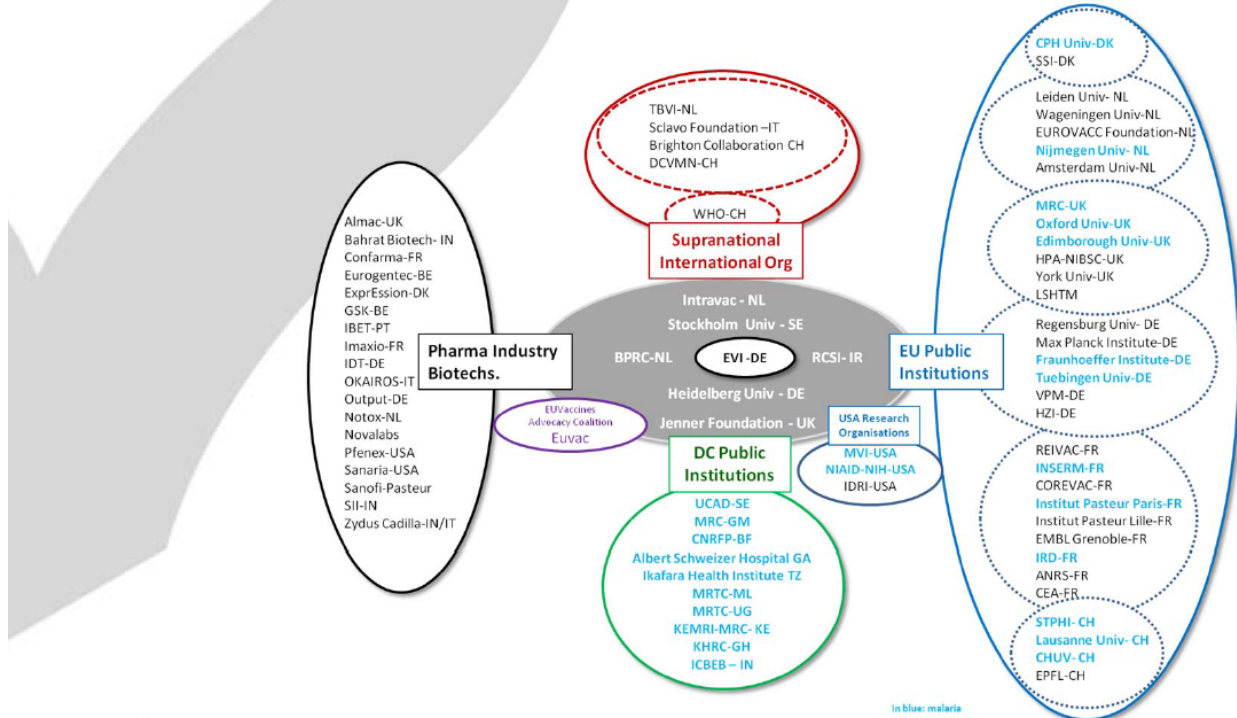 TBVI-NL
Sclavo Foundation –IT
Brighton Collaboration CH
DCVMN-CH
WHO-CH
Supranational
International Org
Almac-UK
Bahrat Biotech- IN
Confarma-FR
Eurogentec-BE
ExprEssion-DK
GSK-BE
IBET-PT
Imaxio-FR
IDT-DE
OKAIROS-IT
Output-DE
Notox-NL
Novalabs
Pfenex-USA
Sanaria-USA
Sanofi-Pasteur
SII-IN
Zydus Cadilla-IN/IT
Pharma Industry
Biotechs.
Intravac - NL
Stockholm Univ - SE
BPRC-NL
EVI -DE
RCSI- IR
Heidelberg Univ - DE
Jenner Foundation - UK
EUVaccines
Advocacy Coalition
Euvac
DC Public
Institutions
UCAD-SE
MRC-GM
CNRFP-BF
Albert Schweizer Hospital GA
Ikafara Health Institute TZ
MRTC-ML
MRTC-UG
KEMRI-MRC- KE
KHRC-GH
ICBEB – IN
USA Research
Organisations
MVI-USA
NIAID-NIH-USA
IDRI-USA
EU Public
Institutions
CPH Univ-DK
SSI-DK
Leiden Univ- NL
Wageningen Univ-NL
EUROVACC Foundation-NL
Nijmegen Univ- NL
Amsterdam Univ-NL
MRC-UK
Oxford Univ-UK
Edimborough Univ-UK
HPA-NIBSC-UK
York Univ-UK
LSHTM
Regensburg Univ- DE
Max Planck Institute-DE
Fraunhoeffer Institute-DE
Tuebingen Univ-DE
VPM-DE
HZI-DE
REIVAC-FR
INSERM-FR
COREVAC-FR
Institut Pasteur Paris-FR
Institut Pasteur Lille-FR
EMBL Grenoble-FR
IRD-FR
ANRS-FR
CEA-FR
STPHI- CH
Lausanne Univ- CH
CHUV- CH
EPFL-CH
In blue: malaria